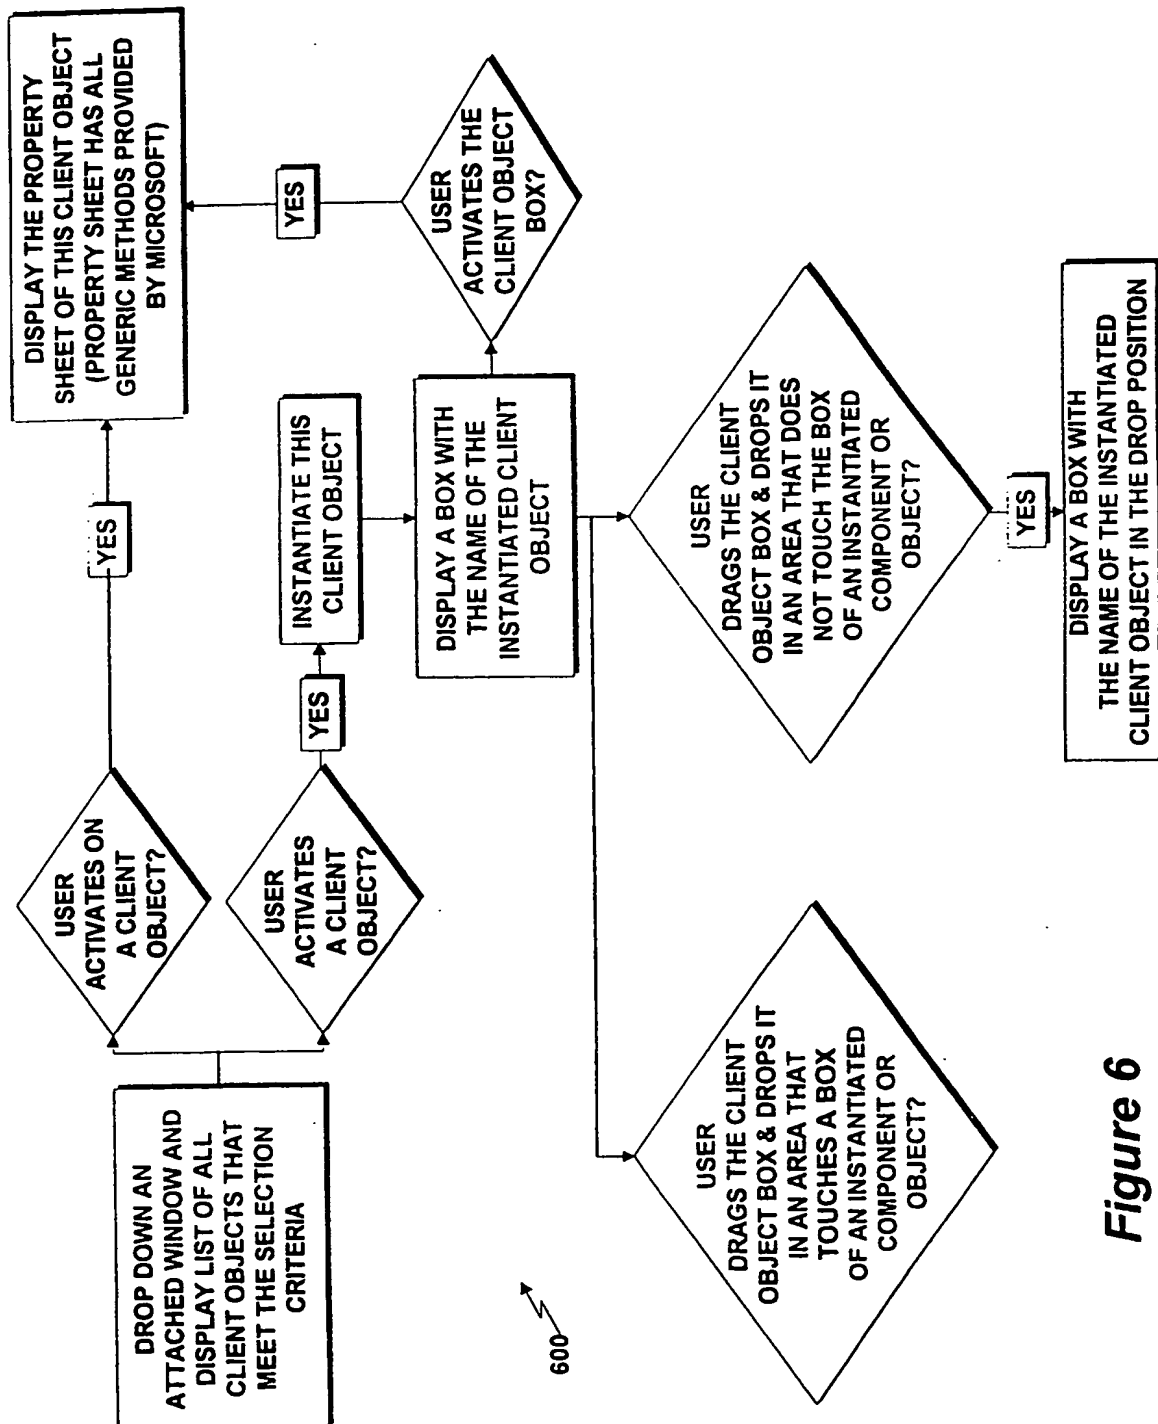 DROP DOWN AN
ATTACHED WINDOW AND
DISPLAY LIST OF ALL
CLIENT OBJECTS THAT
MEET THE SELECTION
CRITERIA
USER
ACTIVATES ON
A CLIENT
OBJECT?
YES
DISPLAY THE PROPERTY
SHEET OF THIS CLIENT OBJECT
(PROPERTY SHEET HAS ALL
GENERIC METHODS PROVIDED
BY MICROSOFT)
USER
ACTIVATES
A CLIENT
OBJECT?
YES
INSTANTIATE THIS
CLIENT OBJECT
DISPLAY A BOX WITH
THE NAME OF THE
INSTANTIATED CLIENT
OBJECT
USER
ACTIVATES THE
CLIENT OBJECT
BOX?
YES
USER
DRAGS THE CLIENT
OBJECT BOX & DROPS IT
IN AN AREA THAT
TOUCHES A BOX
OF AN INSTANTIATED
COMPONENT OR
OBJECT?
USER
DRAGS THE CLIENT
OBJECT BOX & DROPS IT
IN AN AREA THAT DOES
NOT TOUCH THE BOX
OF AN INSTANTIATED
COMPONENT OR
OBJECT?
YES
DISPLAY A BOX WITH
THE NAME OF THE INSTANTIATED
CLIENT OBJECT IN THE DROP POSITION
600
Figure 6